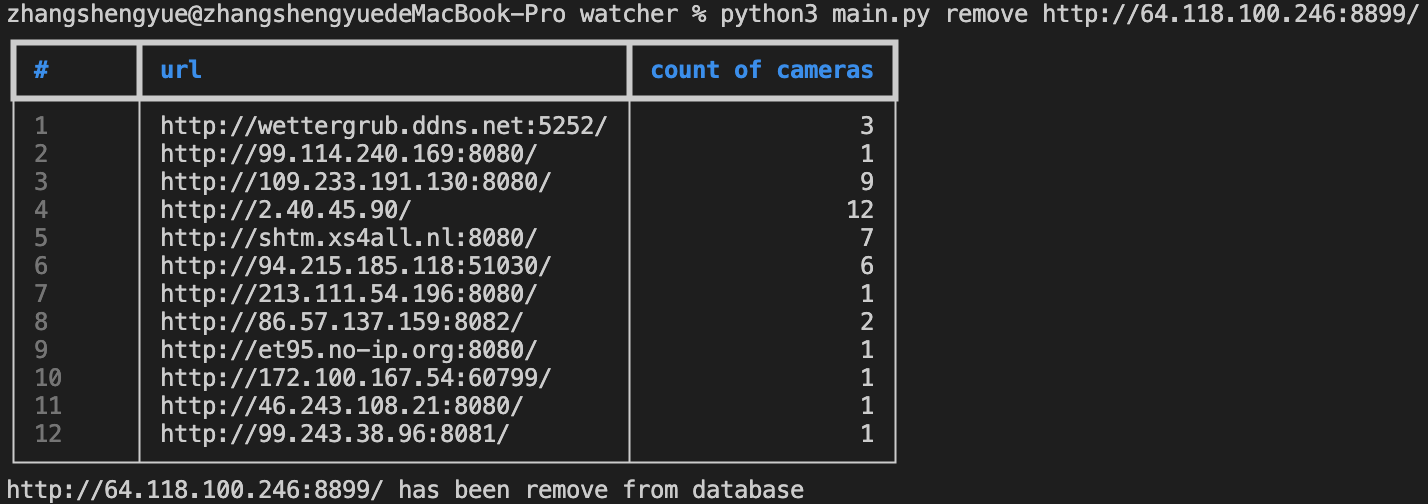 zhangshengyue@zhangshengyuedeMacBook-Pro watcher % python3 main.py remove http://64.118.100.246:8899/
# url count of cameras
1 http://wettergrub.ddns.net:5252/ 3
2 http://99.114.240.169:8080/ 1
3 http://109.233.191.130:8080/ 9
4 http://2.40.45.90/ 12
5 http://shtm.xs4all.nl:8080/ 7
6 http://94.215.185.118:51030/ 6
7 http://213.111.54.196:8080/ 1
8 http://86.57.137.159:8082/ 2
9 http://et95.no-ip.org:8080/ 1
10 http://172.100.167.54:60799/ 1
11 http://46.243.108.21:8080/ 1
12 http://99.243.38.96:8081/ 1
http://64.118.100.246:8899/ has been remove from database